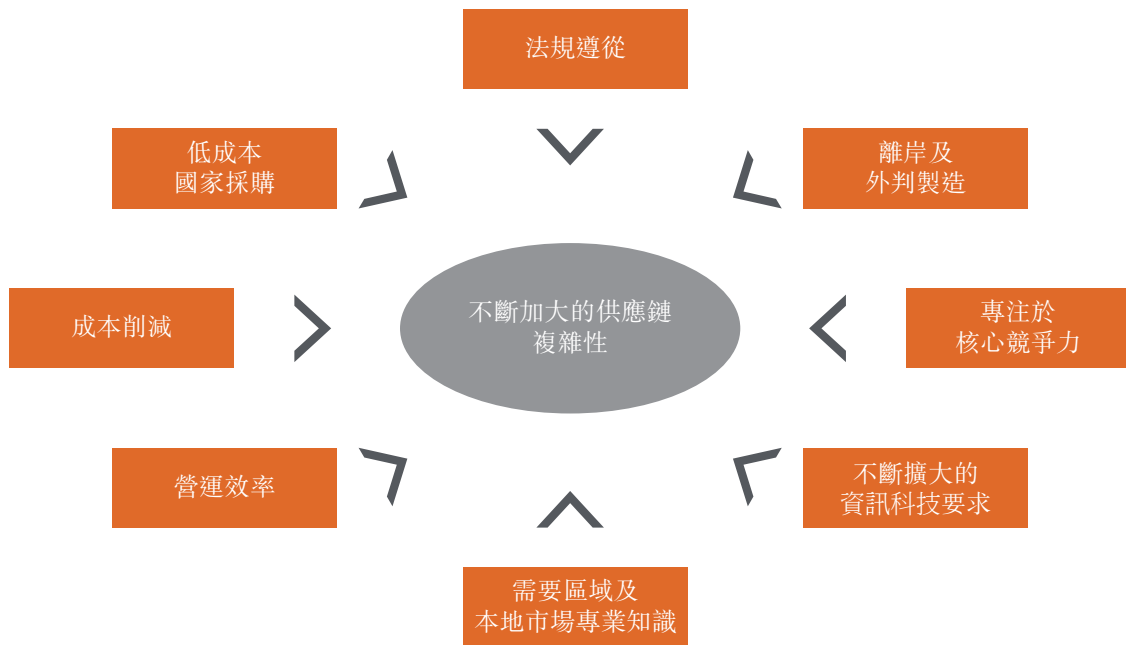 法規遵從
低成本
國家採購
離岸及
外判製造
成本削減
不斷加大的供應鏈
複雜性
專注於
核心競爭力
營運效率
不斷擴大的
資訊科技要求
需要區域及
本地市場專業知識